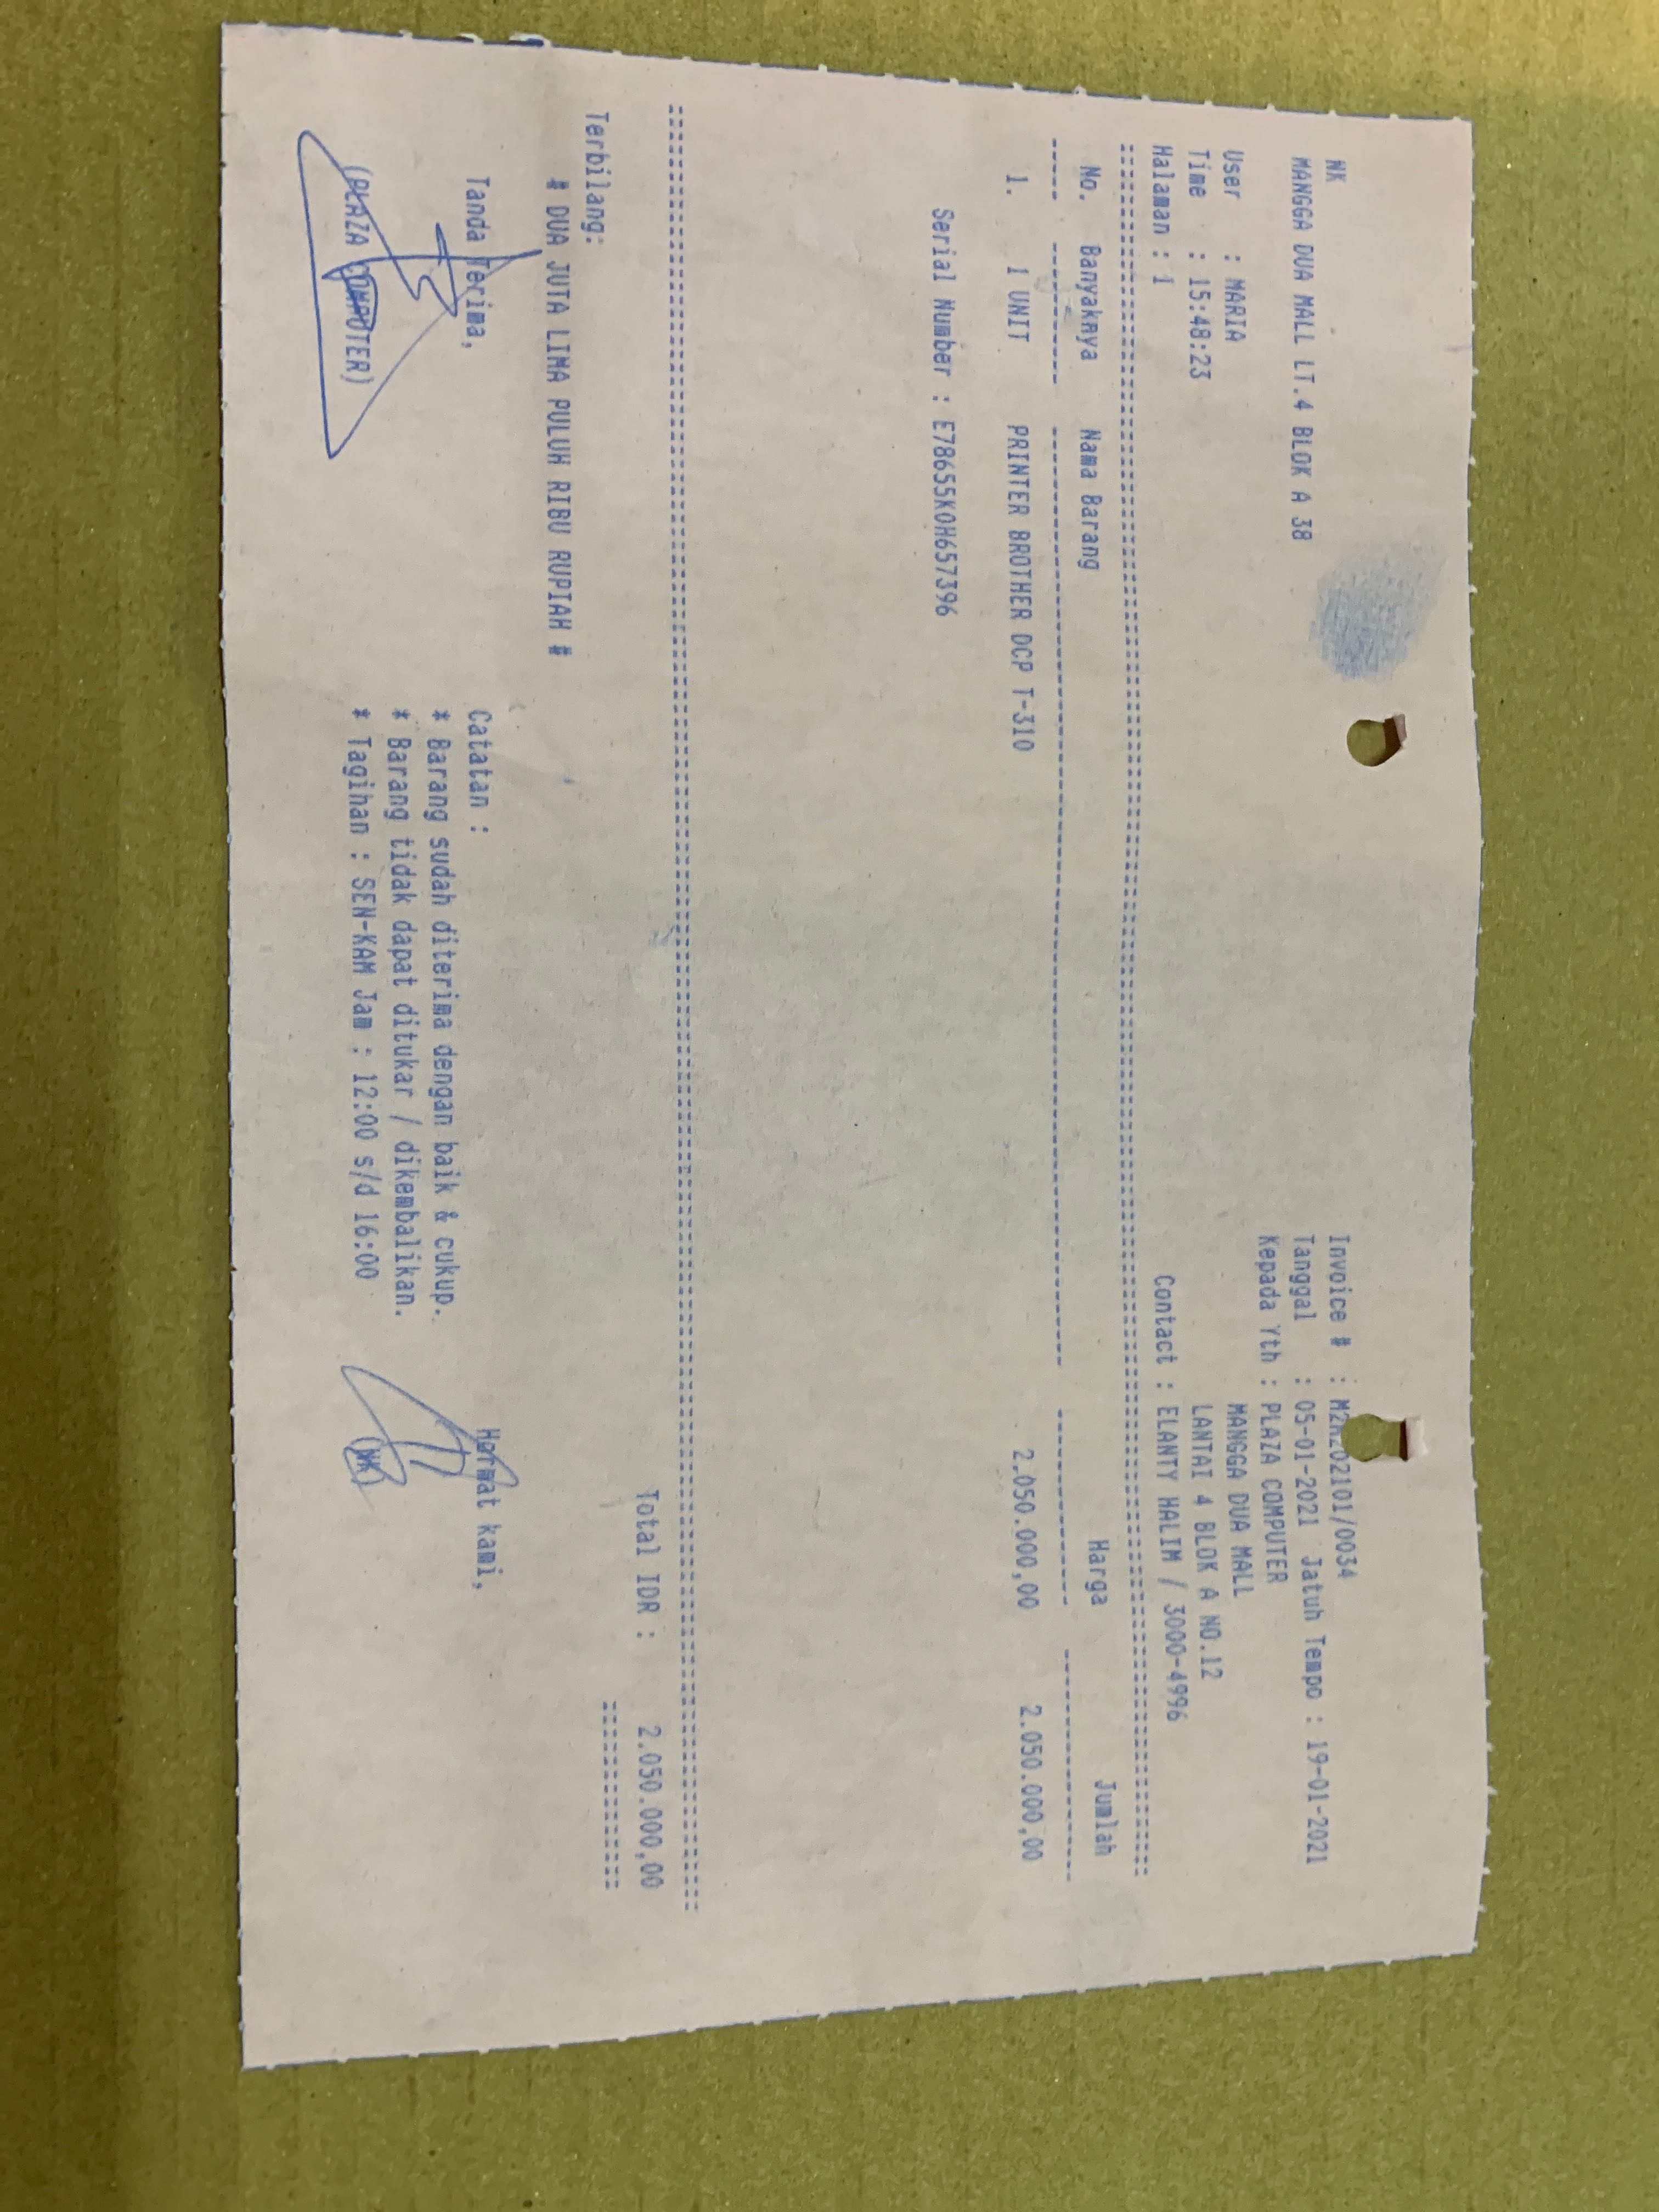 NK
MANGGA DUA MALL LT.4 BLOK A 38
User : MARIA
Time : 15:48:23
Halaman : 1
Invoice # : M2K202101/0034
Tanggal : 05-01-2021 Jatuh Tempo : 19-01-2021
Kepada Yth : PLAZA COMPUTER
MANGGA DUA MALL
LANTAI 4 BLOK A NO.12
Contact : ELANTY HALIM / 3000-4996
No. Banyaknya Nama Barang Harga Jumlah
1. 1 UNIT PRINTER BROTHER DCP T-310 2.050.000,00 2.050.000,00
Serial Number : E78655K0H657396
Total IDR : 2.050.000,00
Terbilang:
# DUA JUTA LIMA PULUH RIBU RUPIAH #
Tanda Terima,
(PLAZA COMPUTER)
Catatan :
* Barang sudah diterima dengan baik & cukup.
* Barang tidak dapat ditukar / dikembalikan.
* Tagihan : SEN-KAM Jam : 12:00 s/d 16:00
Hormat kami,
(NK)